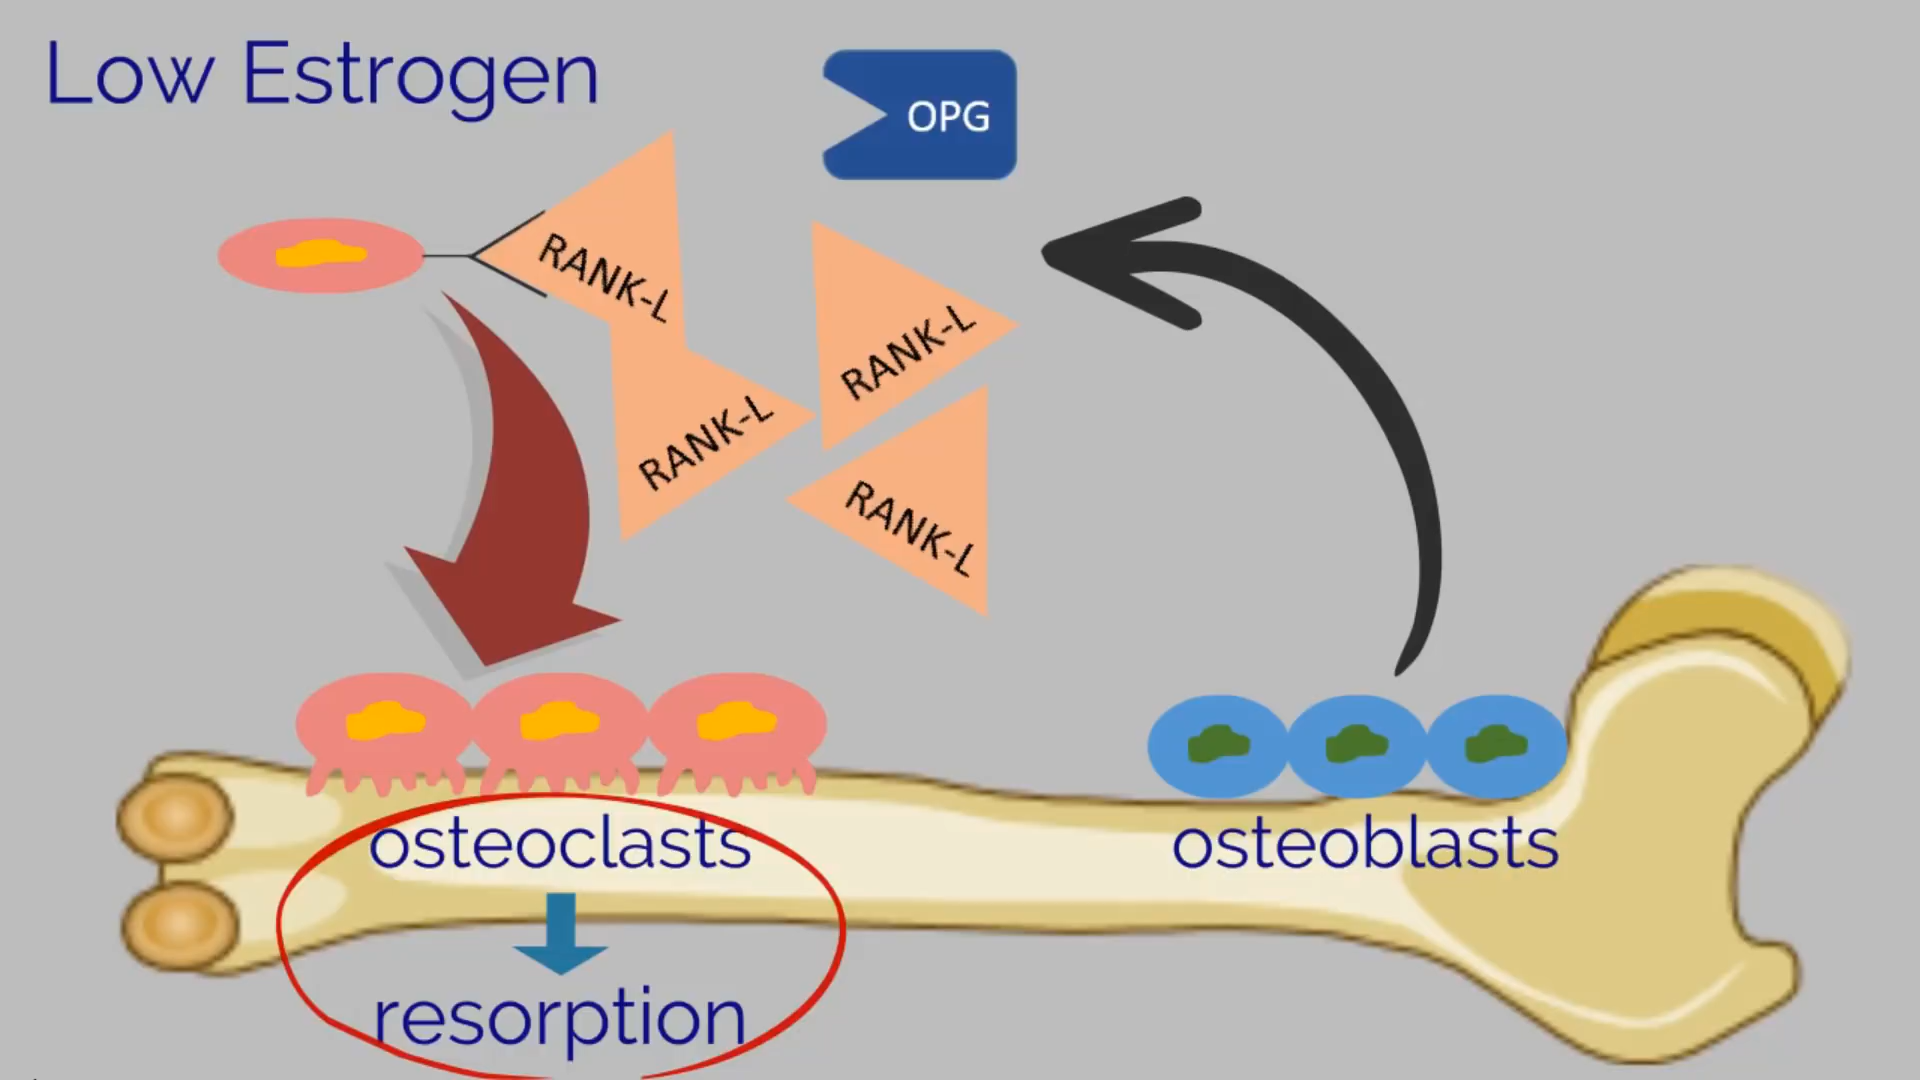 Low Estrogen
OPG
RANK-L
RANK-L
RANK-L
RANK-L
osteoclasts
osteoblasts
resorption